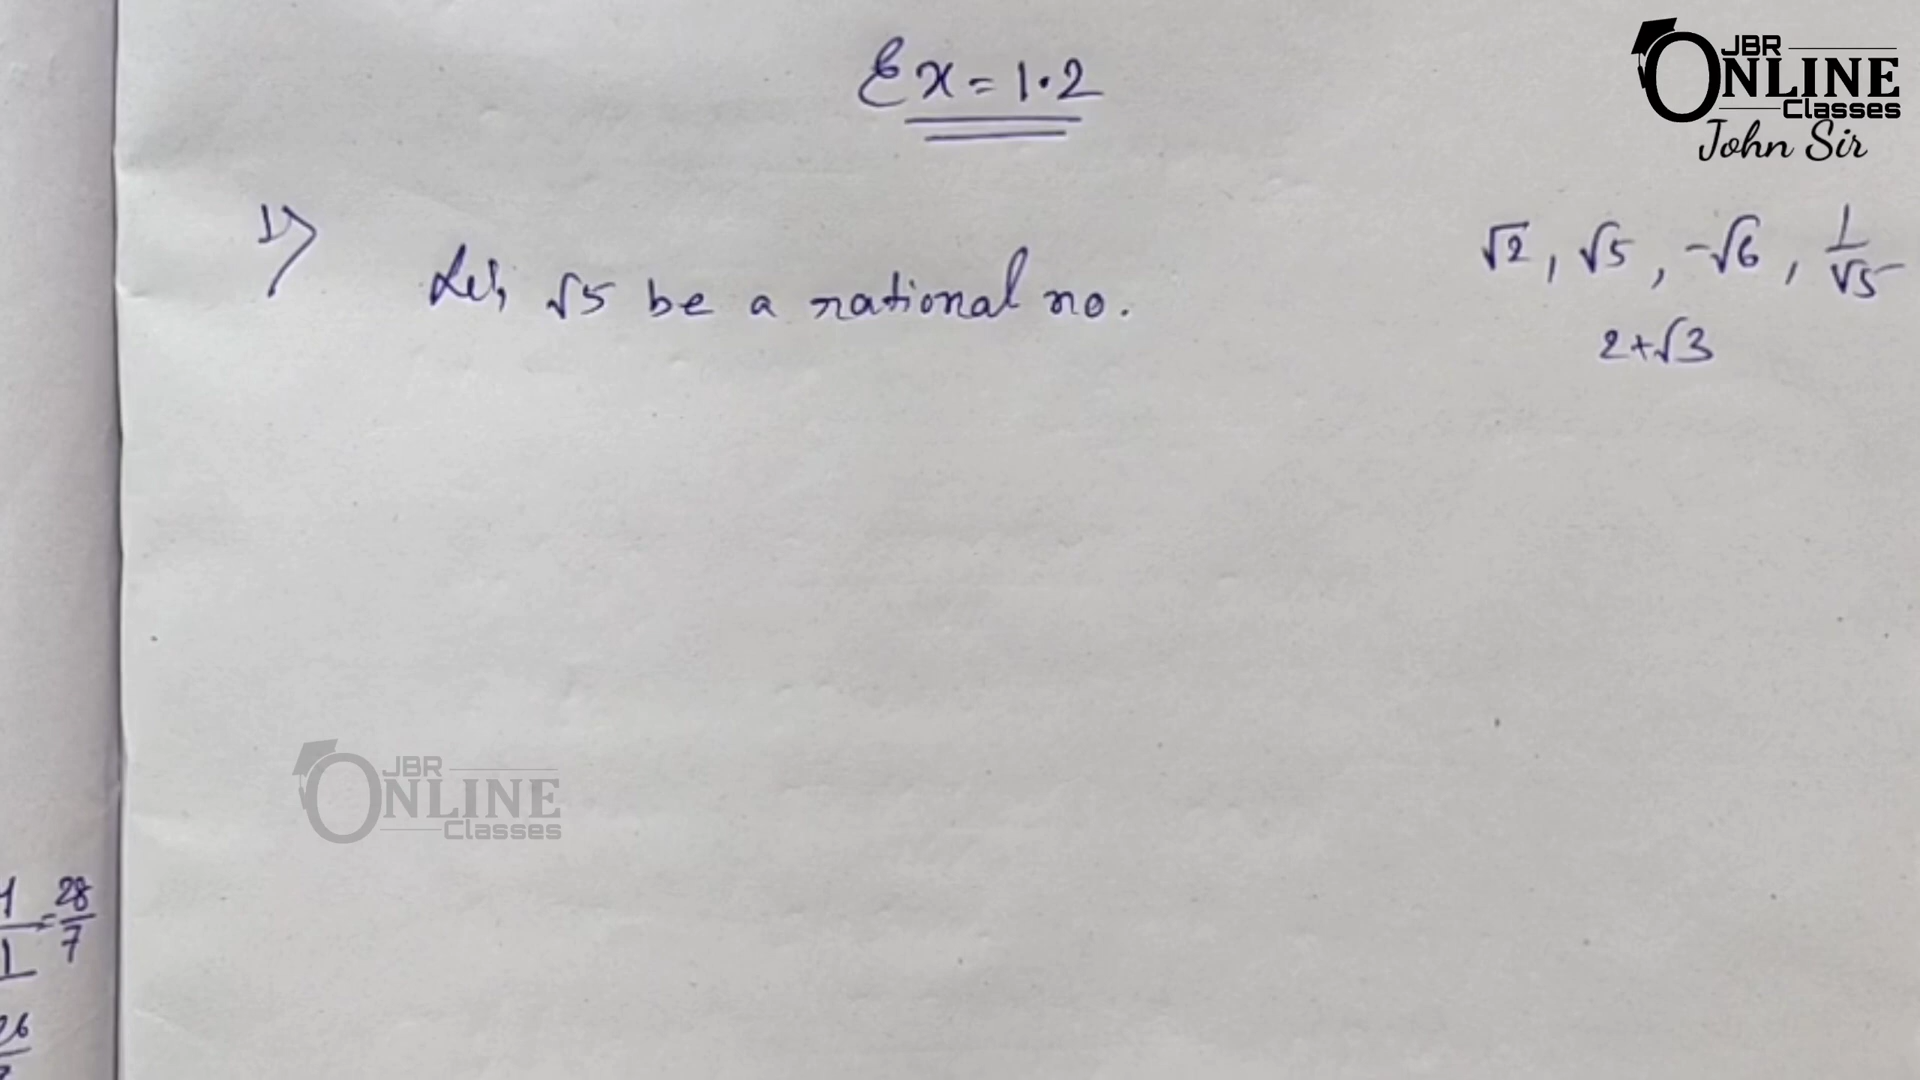 Ex = 1.2
JBR
ONLINE
Classes
John Sir
1)
Let, √5 be a rational no.
√2, √5, -√6, 1/√5
2+√3
JBR
ONLINE
Classes
= 28/7
26